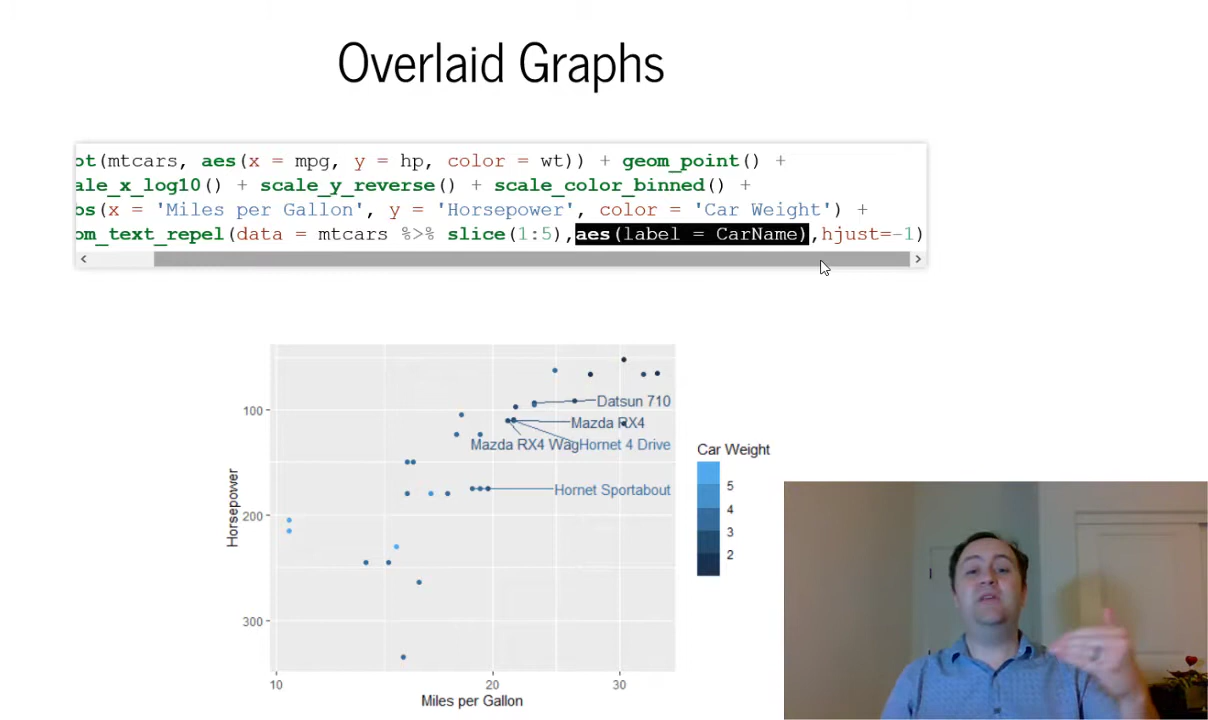 Overlaid Graphs
ot(mtcars, aes(x = mpg, y = hp, color = wt)) + geom_point() +
ale_x_log10() + scale_y_reverse() + scale_color_binned() +
os(x = 'Miles per Gallon', y = 'Horsepower', color = 'Car Weight') +
om_text_repel(data = mtcars %>% slice(1:5),aes(label = CarName),hjust=-1)
Datsun 710
100
Mazda RX4
Mazda RX4 Wag
Hornet 4 Drive
Car Weight
Hornet Sportabout
5
4
3
2
Horsepower
200
300
10
20
30
Miles per Gallon